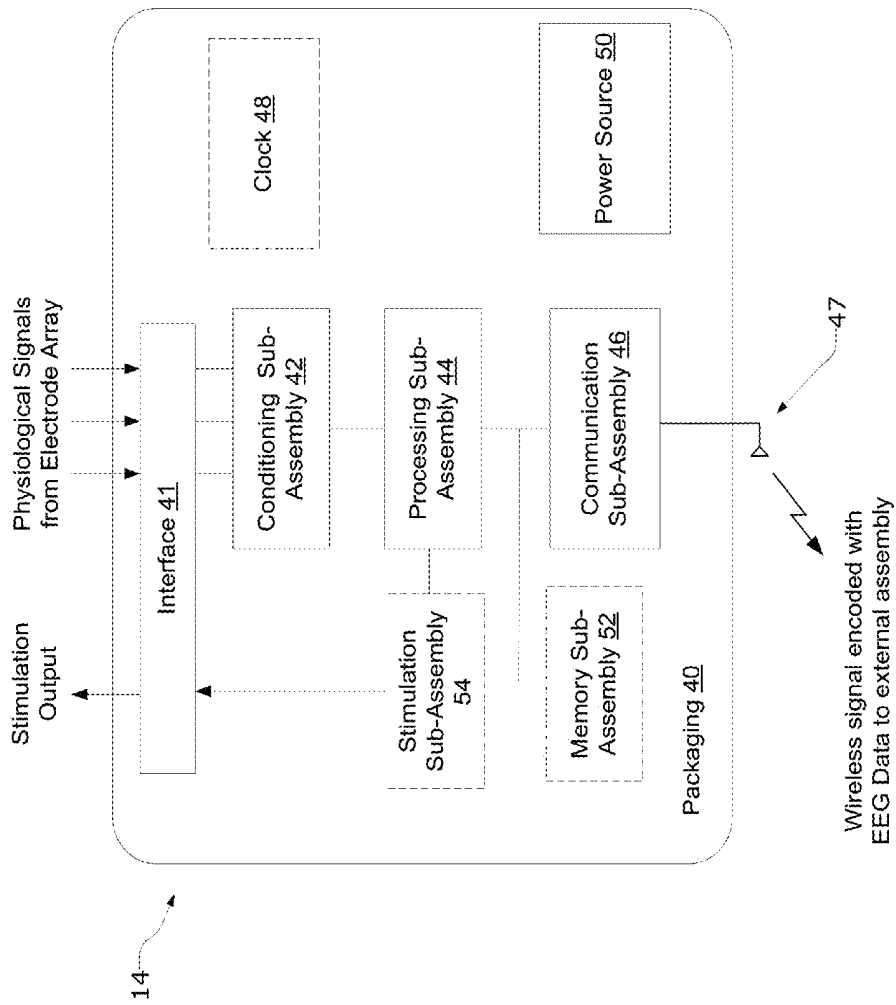 14
Stimulation
Output
Physiological Signals
from Electrode Array
Interface 41
Conditioning Sub-
Assembly 42
Clock 48
Stimulation
Sub-Assembly
54
Processing Sub-
Assembly 44
Memory Sub-
Assembly 52
Communication
Sub-Assembly 46
Power Source 50
Packaging 40
47
Wireless signal encoded with
EEG Data to external assembly